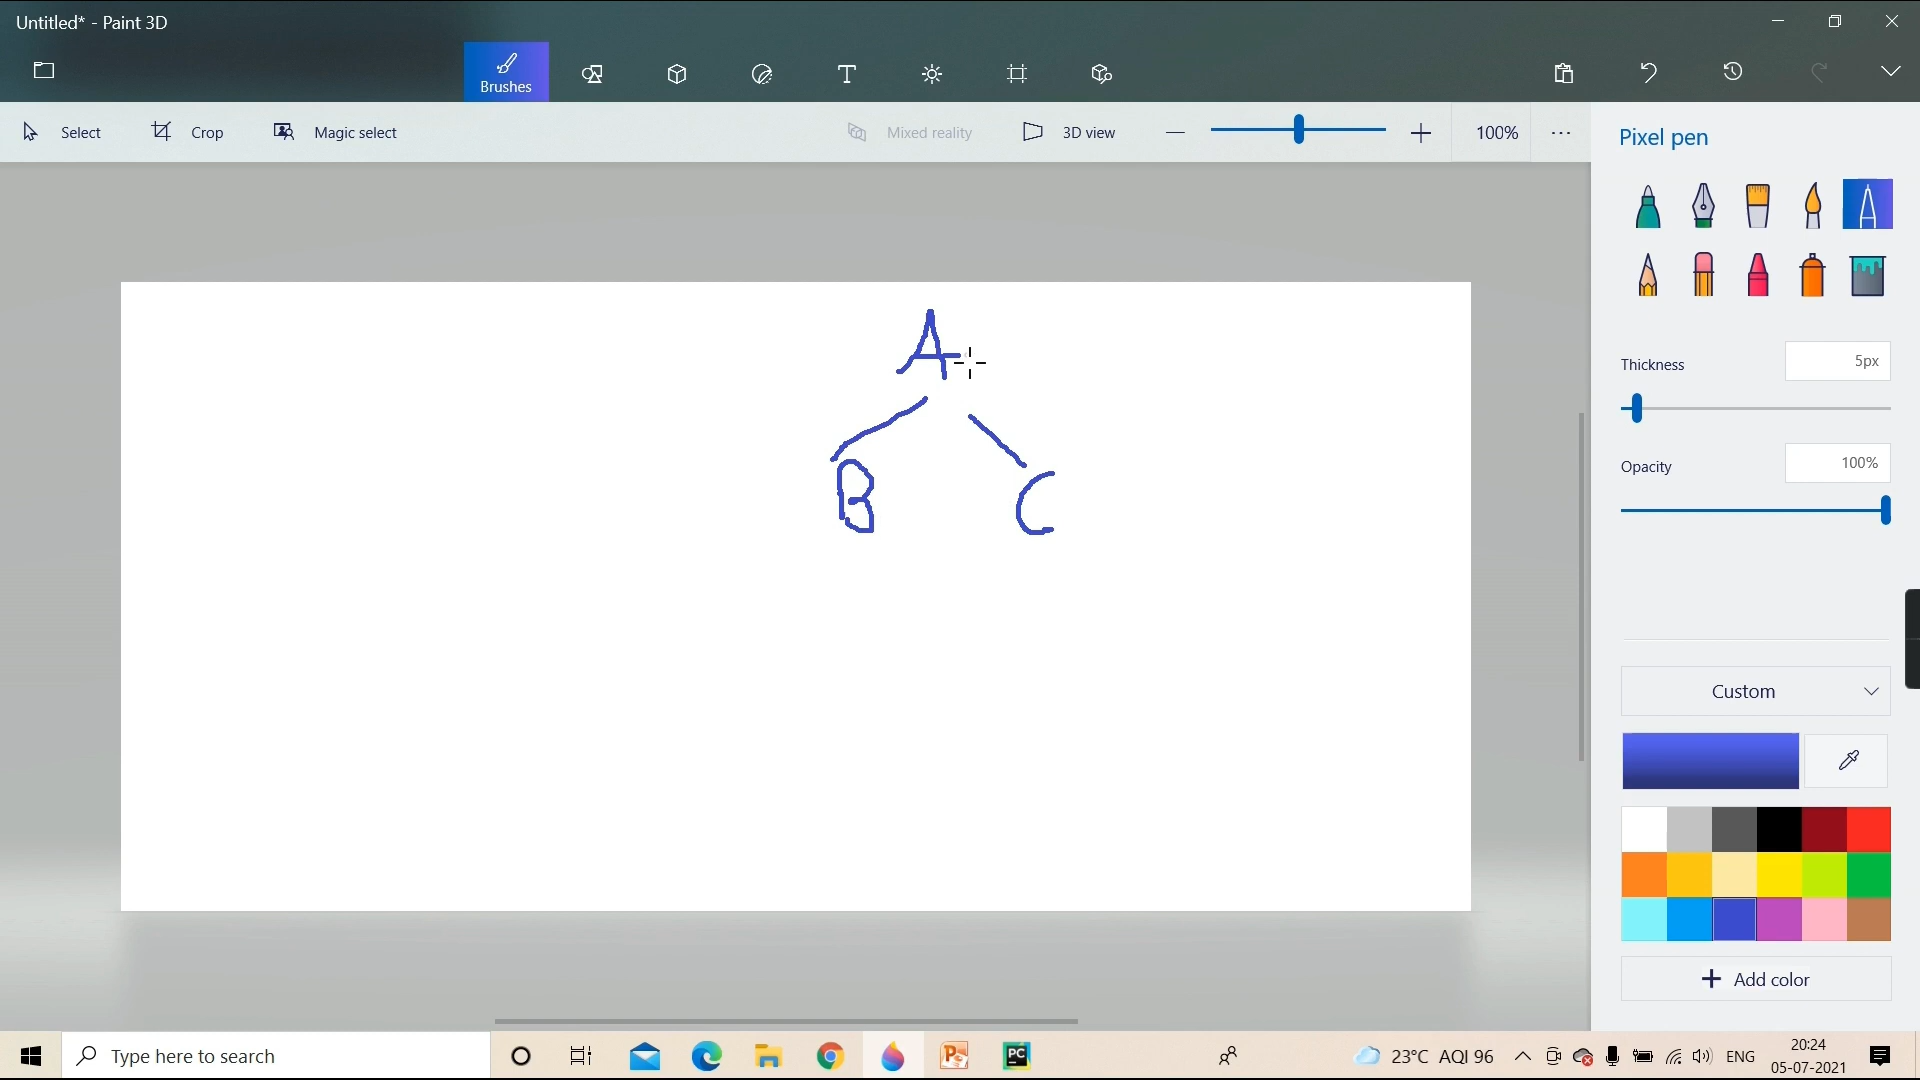 Untitled* - Paint 3D
Brushes
Select Crop Magic select Mixed reality 3D view 100%
Pixel pen
Thickness 5px
Opacity 100%
A
B C
Custom
Add color
Type here to search
PC
23°C AQI 96
ENG
20:24
05-07-2021